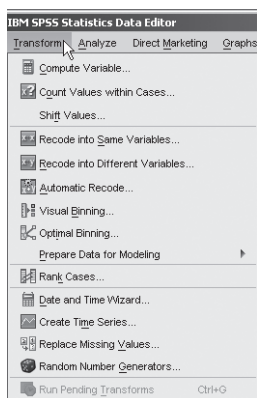 IBM SPSS Statistics Data Editor
Transform Analyze Direct Marketing Graphs
Compute Variable...
Count Values within Cases...
Shift Values...
Recode into Same Variables...
Recode into Different Variables...
Automatic Recode...
Visual Binning...
Optimal Binning...
Prepare Data for Modeling
Rank Cases...
Date and Time Wizard...
Create Time Series...
Replace Missing Values...
Random Number Generators...
Run Pending Transforms Ctrl+G